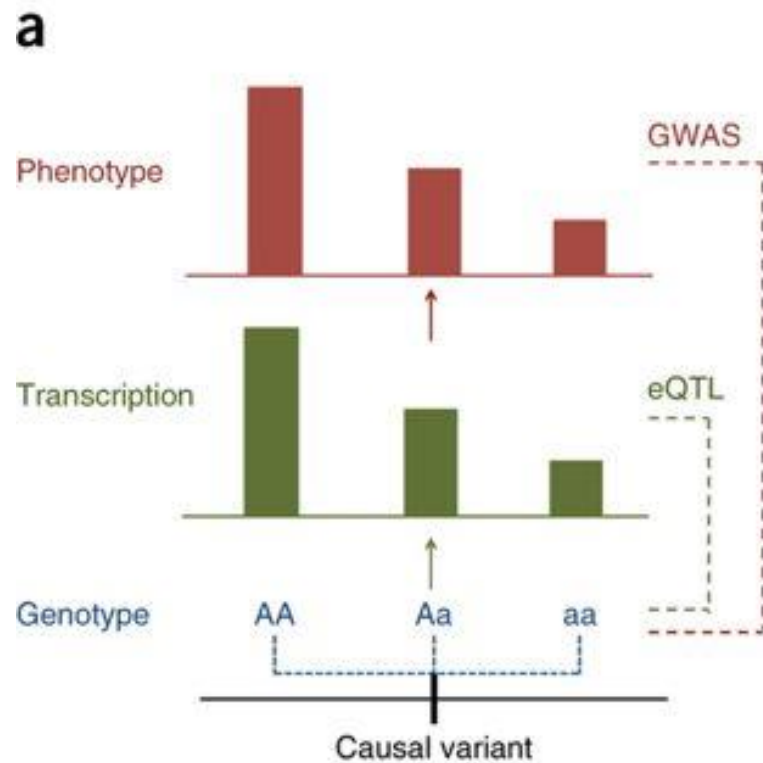 a
GWAS
Phenotype
eQTL
Transcription
Genotype AA Aa aa
Causal variant